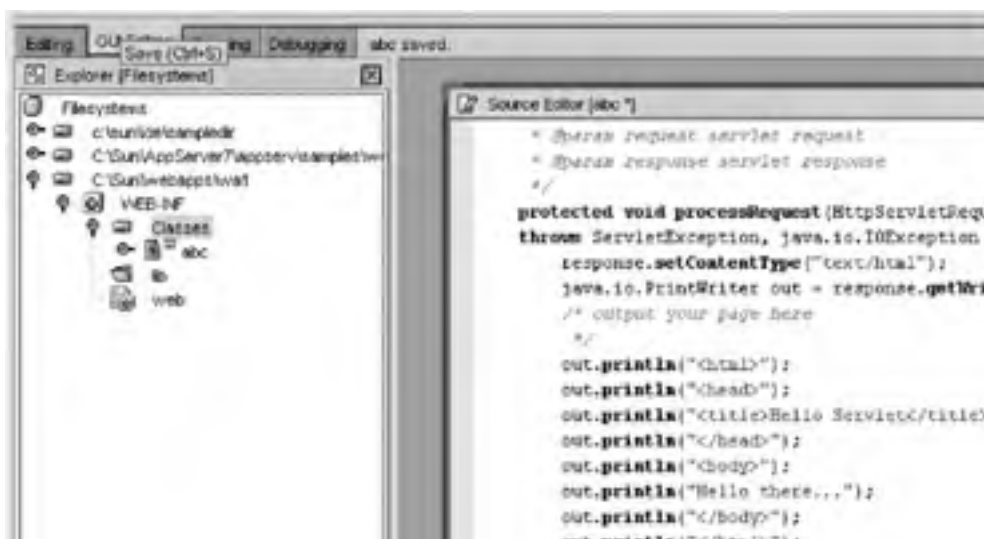 Editing GUI Editing Running Debugging abc saved.
Save (Ctrl+S)
Explorer [Filesystems]
Filesystems
c:\sun\ide\sampledir
C:\Sun\AppServer7\appserv\samples\
C:\Sun\webapps\wait
WEB-INF
Classes
abc
lib
web
Source Editor [abc *]
* @param request servlet request
* @param response servlet response
*/
protected void processRequest(HttpServletRequ
throws ServletException, java.io.IOException
response.setContentType("text/html");
java.io.PrintWriter out = response.getWri
/* output your page here
*/
out.println("<html>");
out.println("<head>");
out.println("<title>Hello Servlet</title>
out.println("</head>");
out.println("<body>");
out.println("Hello there...");
out.println("</body>");